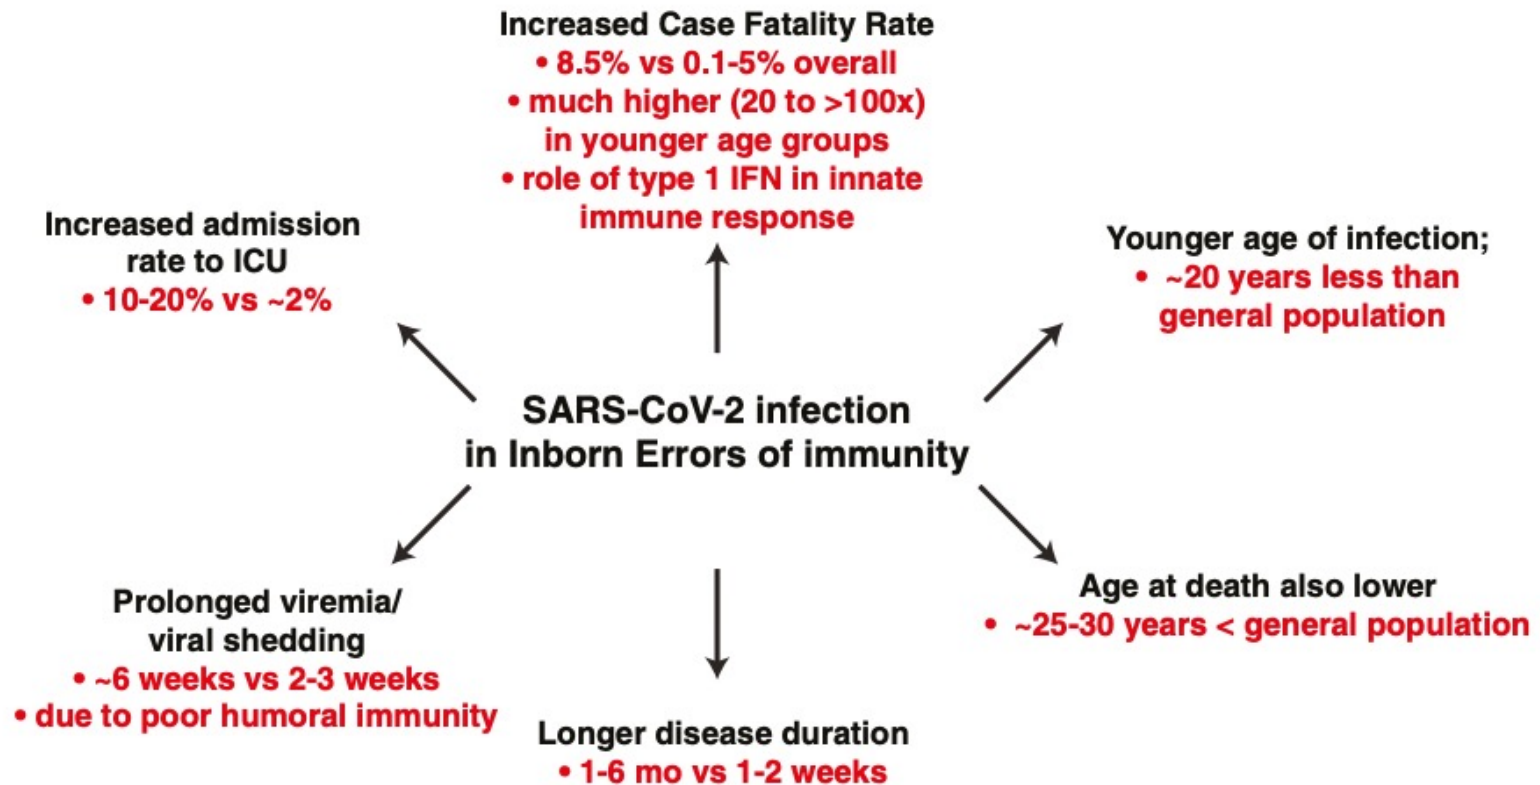 Increased Case Fatality Rate
• 8.5% vs 0.1-5% overall
• much higher (20 to >100x)
in younger age groups
• role of type 1 IFN in innate
immune response
Increased admission
rate to ICU
• 10-20% vs ~2%
Younger age of infection;
• ~20 years less than
general population
SARS-CoV-2 infection
in Inborn Errors of immunity
Prolonged viremia/
viral shedding
• ~6 weeks vs 2-3 weeks
• due to poor humoral immunity
Age at death also lower
• ~25-30 years < general population
Longer disease duration
• 1-6 mo vs 1-2 weeks